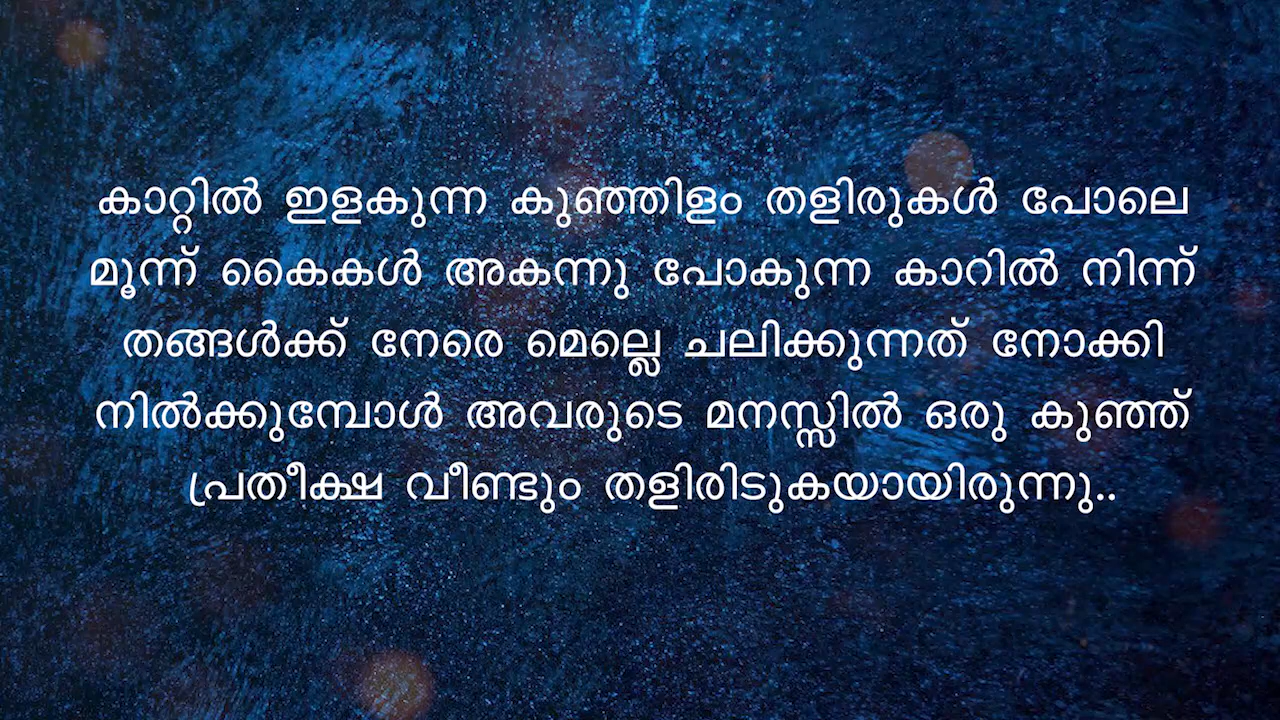 കാറ്റിൽ ഇളകുന്ന കുഞ്ഞിളം തളിരുകൾ പോലെ
മൂന്ന് കൈകൾ അകന്നു പോകുന്ന കാറിൽ നിന്ന്
തങ്ങൾക്ക് നേരെ മെല്ലെ ചലിക്കുന്നത് നോക്കി
നിൽക്കുമ്പോൾ അവരുടെ മനസ്സിൽ ഒരു കുഞ്ഞ്
പ്രതീക്ഷ വീണ്ടും തളിരിടുകയായിരുന്നു..